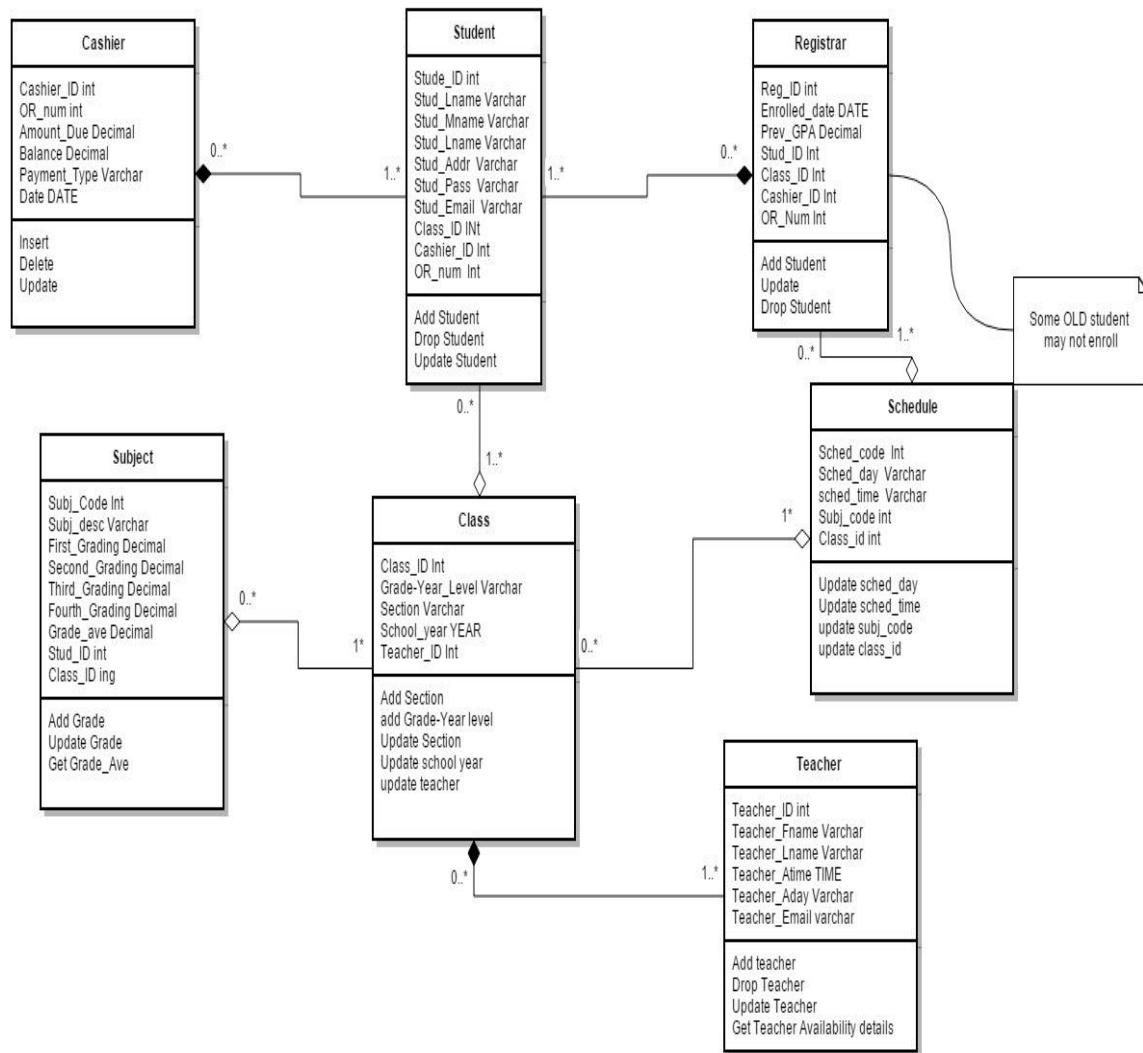 Cashier
Cashier_ID int
OR_num int
Amount_Due Decimal
Balance Decimal
Payment_Type Varchar
Date DATE
Insert
Delete
Update
0..*
1..*
Student
Stude_ID int
Stud_Lname Varchar
Stud_Mname Varchar
Stud_Lname Varchar
Stud_Addr Varchar
Stud_Pass Varchar
Stud_Email Varchar
Class_ID INt
Cashier_ID Int
OR_num Int
Add Student
Drop Student
Update Student
1..*
0..*
Registrar
Reg_ID int
Enrolled_date DATE
Prev_GPA Decimal
Stud_ID Int
Class_ID Int
Cashier_ID Int
OR_Num Int
Add Student
Update
Drop Student
Some OLD student
may not enroll
0..*
1..*
Schedule
Sched_code Int
Sched_day Varchar
sched_time Varchar
Subj_code int
Class_id int
Update sched_day
Update sched_time
update subj_code
update class_id
0..*
1..*
Subject
Subj_Code Int
Subj_desc Varchar
First_Grading Decimal
Second_Grading Decimal
Third_Grading Decimal
Fourth_Grading Decimal
Grade_ave Decimal
Stud_ID int
Class_ID ing
Add Grade
Update Grade
Get Grade_Ave
0..*
1*
Class
Class_ID Int
Grade-Year_Level Varchar
Section Varchar
School_year YEAR
Teacher_ID Int
Add Section
add Grade-Year level
Update Section
Update school year
update teacher
0..*
1*
0..*
1..*
Teacher
Teacher_ID int
Teacher_Fname Varchar
Teacher_Lname Varchar
Teacher_Atime TIME
Teacher_Aday Varchar
Teacher_Email varchar
Add teacher
Drop Teacher
Update Teacher
Get Teacher Availability details